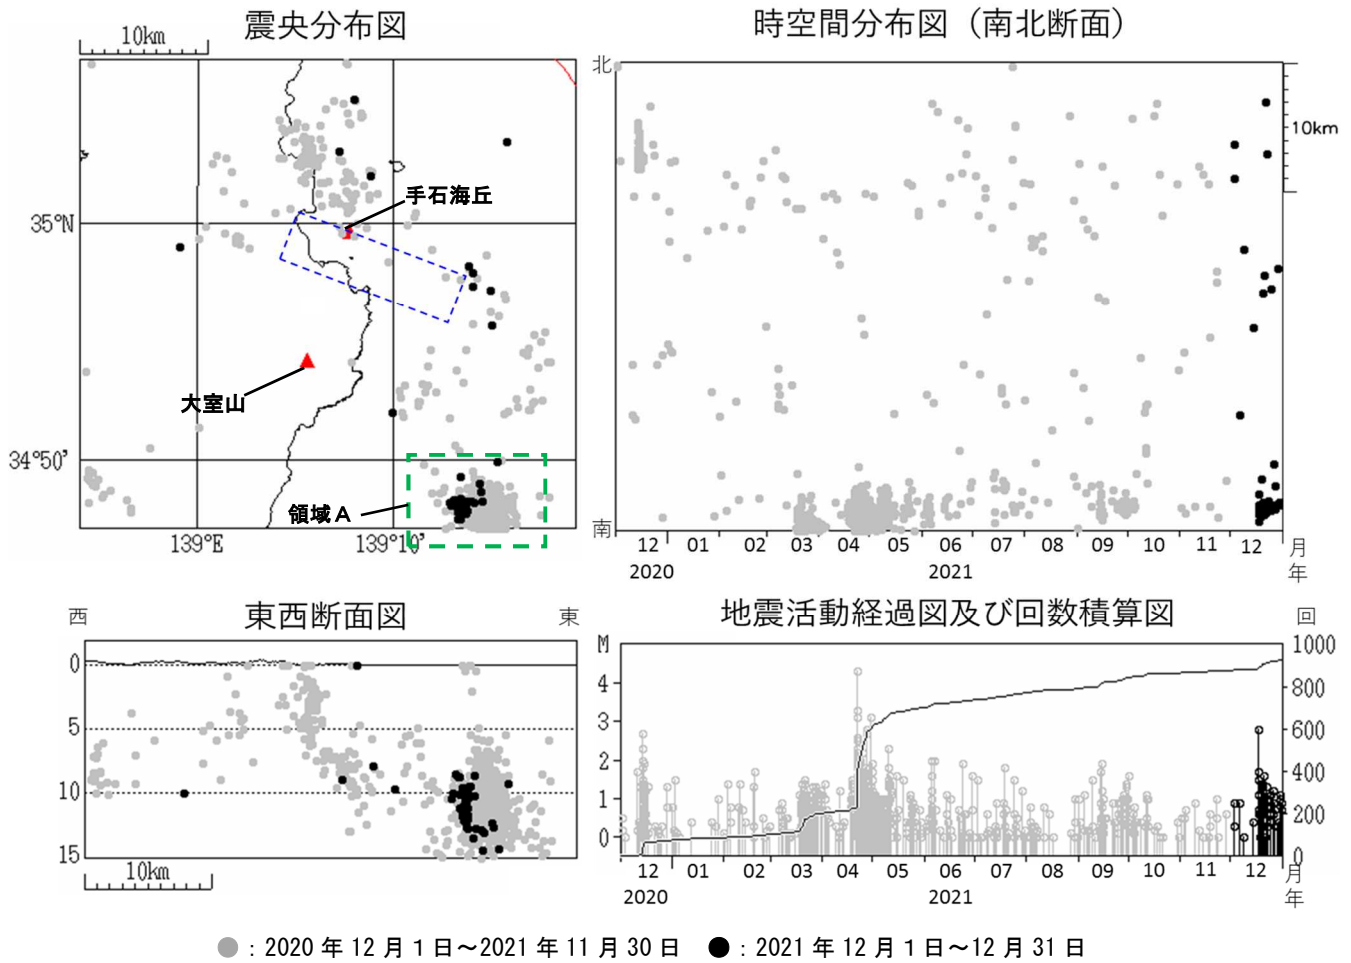 震央分布図
10km
手石海丘
35°N
大室山
34°50'
領域A
139°E
139°10'
時空間分布図（南北断面）
北
10km
南
12 01 02 03 04 05 06 07 08 09 10 11 12 月
2020 2021 年
東西断面図
西 東
0
5
10
15
10km
地震活動経過図及び回数積算図
M 回
4
3
2
1
0
1000
800
600
400
200
0
12 01 02 03 04 05 06 07 08 09 10 11 12 月
2020 2021 年
：2020 年 12 月 1 日～2021 年 11 月 30 日 ：2021 年 12 月 1 日～12 月 31 日